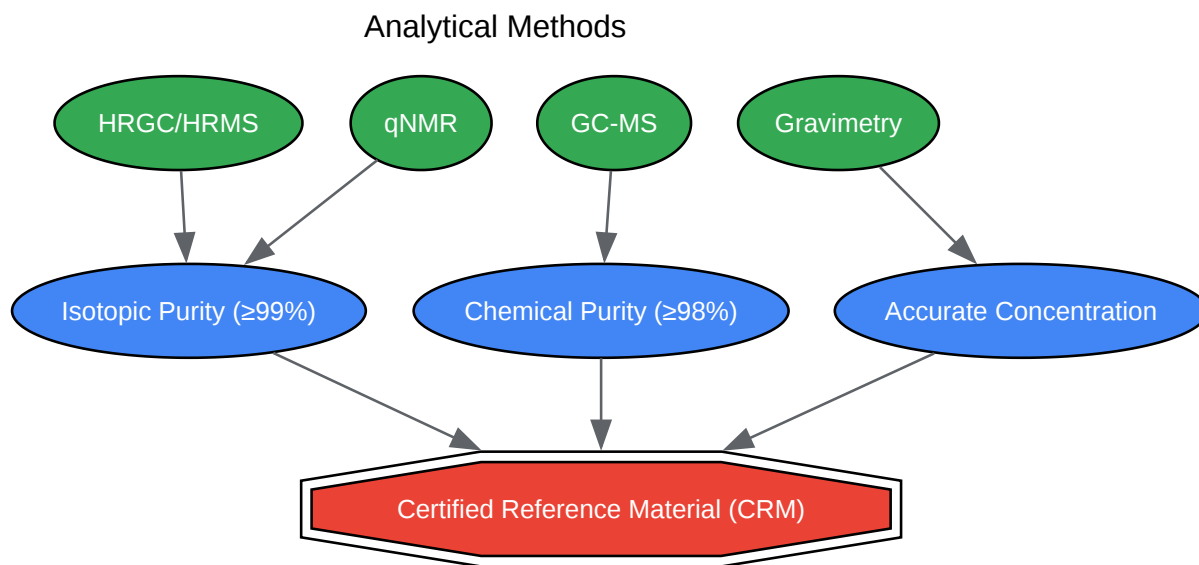 Analytical Methods
HRGC/HRMS
qNMR
GC-MS
Gravimetry
Isotopic Purity (≥99%)
Chemical Purity (≥98%)
Accurate Concentration
Certified Reference Material (CRM)